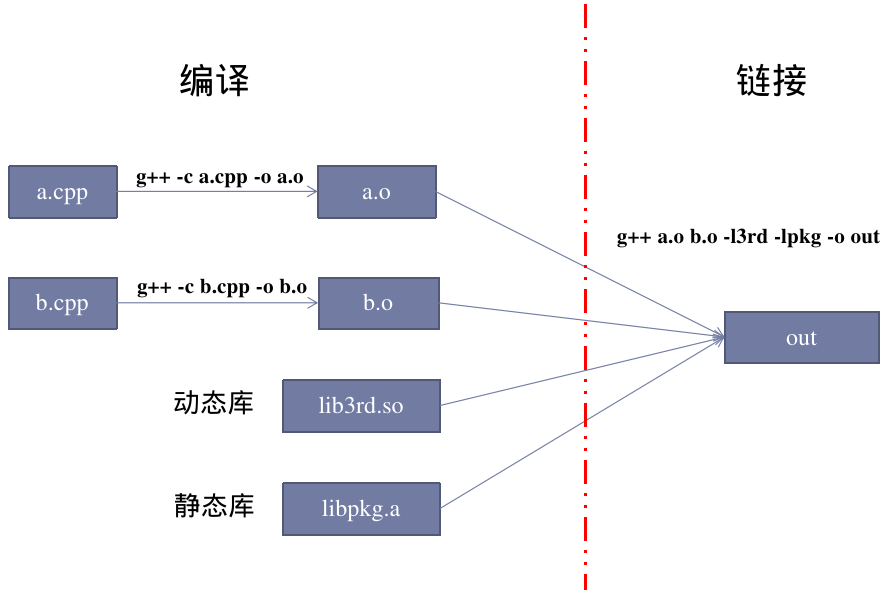 编译
链接
g++ -c a.cpp -o a.o
a.cpp
a.o
g++ a.o b.o -l3rd -lpkg -o out
g++ -c b.cpp -o b.o
b.cpp
b.o
out
动态库
lib3rd.so
静态库
libpkg.a